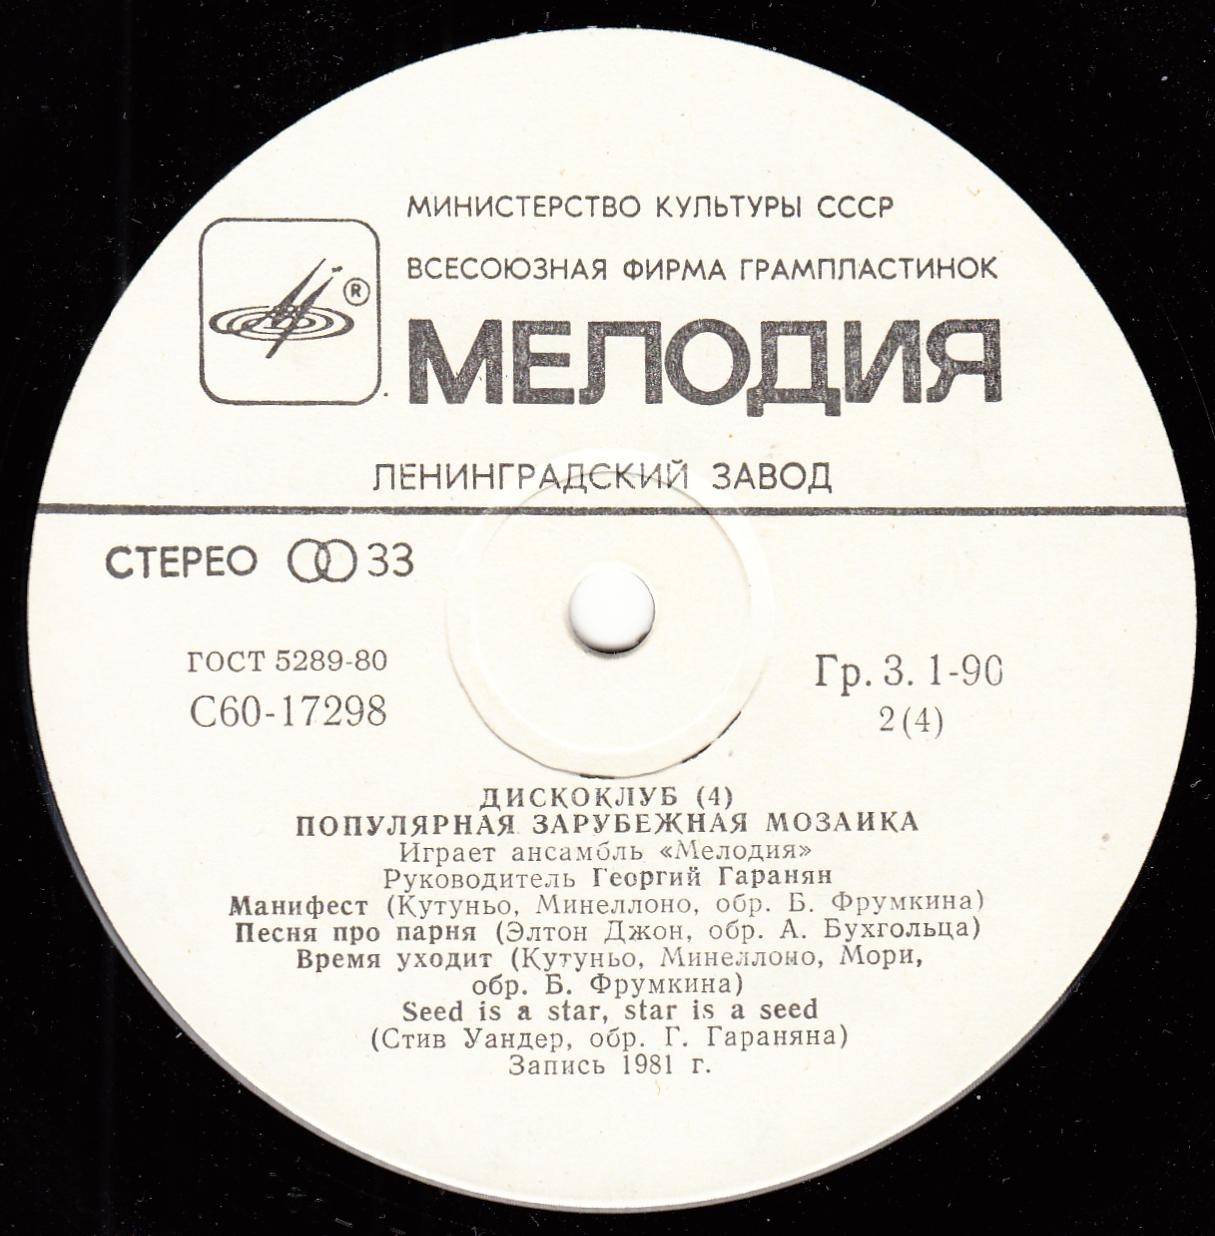 МИНИСТЕРСТВО КУЛЬТУРЫ СССР
ВСЕСОЮЗНАЯ ФИРМА ГРАМПЛАСТИНОК
®
МЕЛОДИЯ
ЛЕНИНГРАДСКИЙ ЗАВОД
СТЕРЕО 33
ГОСТ 5289-80
С60-17298
Гр. 3. 1-90
2 (4)
ДИСКОКЛУБ (4)
ПОПУЛЯРНАЯ ЗАРУБЕЖНАЯ МОЗАИКА
Играет ансамбль «Мелодия»
Руководитель Георгий Гаранян
Манифест (Кутуньо, Минеллоно, обр. Б. Фрумкина)
Песня про парня (Элтон Джон, обр. А. Бухгольца)
Время уходит (Кутуньо, Минеллоно, Мори,
обр. Б. Фрумкина)
Seed is a star, star is a seed
(Стив Уандер, обр. Г. Гараняна)
Запись 1981 г.